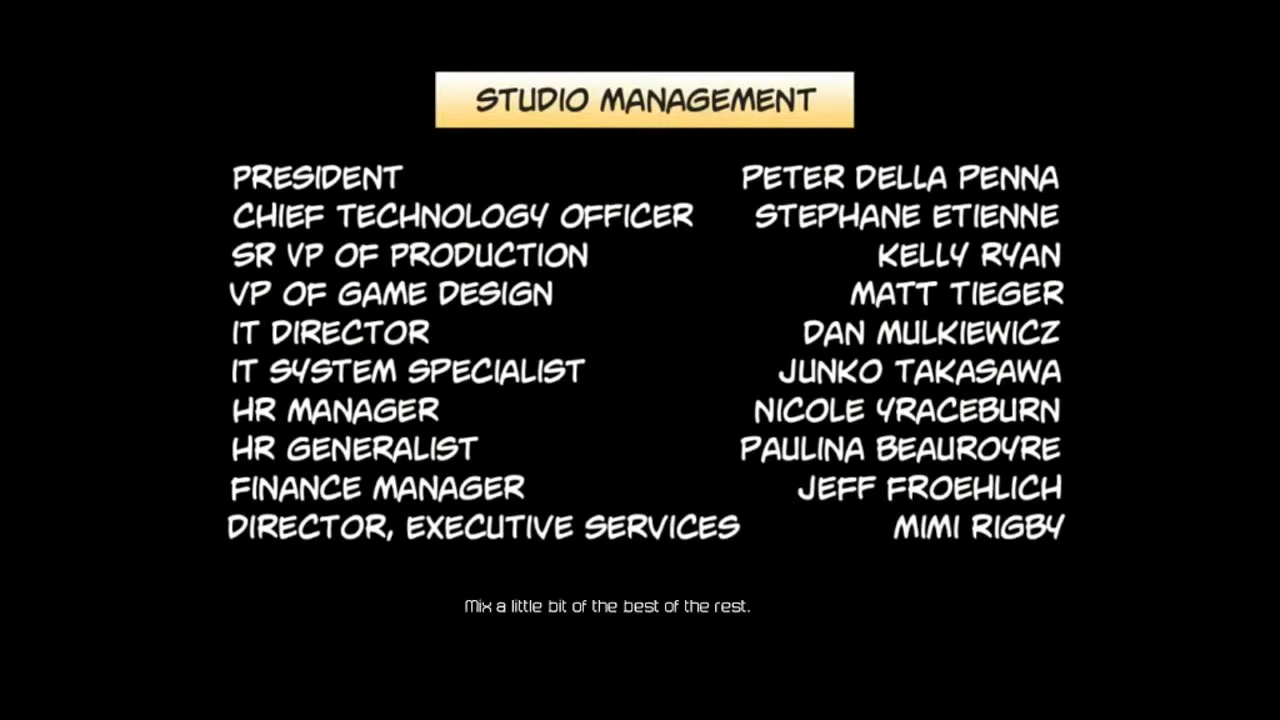 STUDIO MANAGEMENT
PRESIDENT PETER DELLA PENNA
CHIEF TECHNOLOGY OFFICER STEPHANE ETIENNE
SR VP OF PRODUCTION KELLY RYAN
VP OF GAME DESIGN MATT TIEGER
IT DIRECTOR DAN MULKIEWICZ
IT SYSTEM SPECIALIST JUNKO TAKASAWA
HR MANAGER NICOLE YRACEBURN
HR GENERALIST PAULINA BEAUROYRE
FINANCE MANAGER JEFF FROEHLICH
DIRECTOR, EXECUTIVE SERVICES MIMI RIGBY
Mix a little bit of the best of the rest.